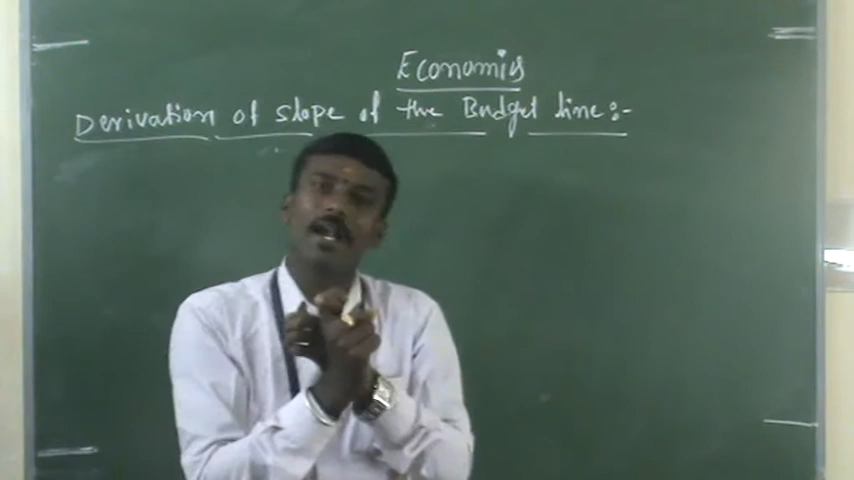 Economics
Derivation of slope of the Budget line :-